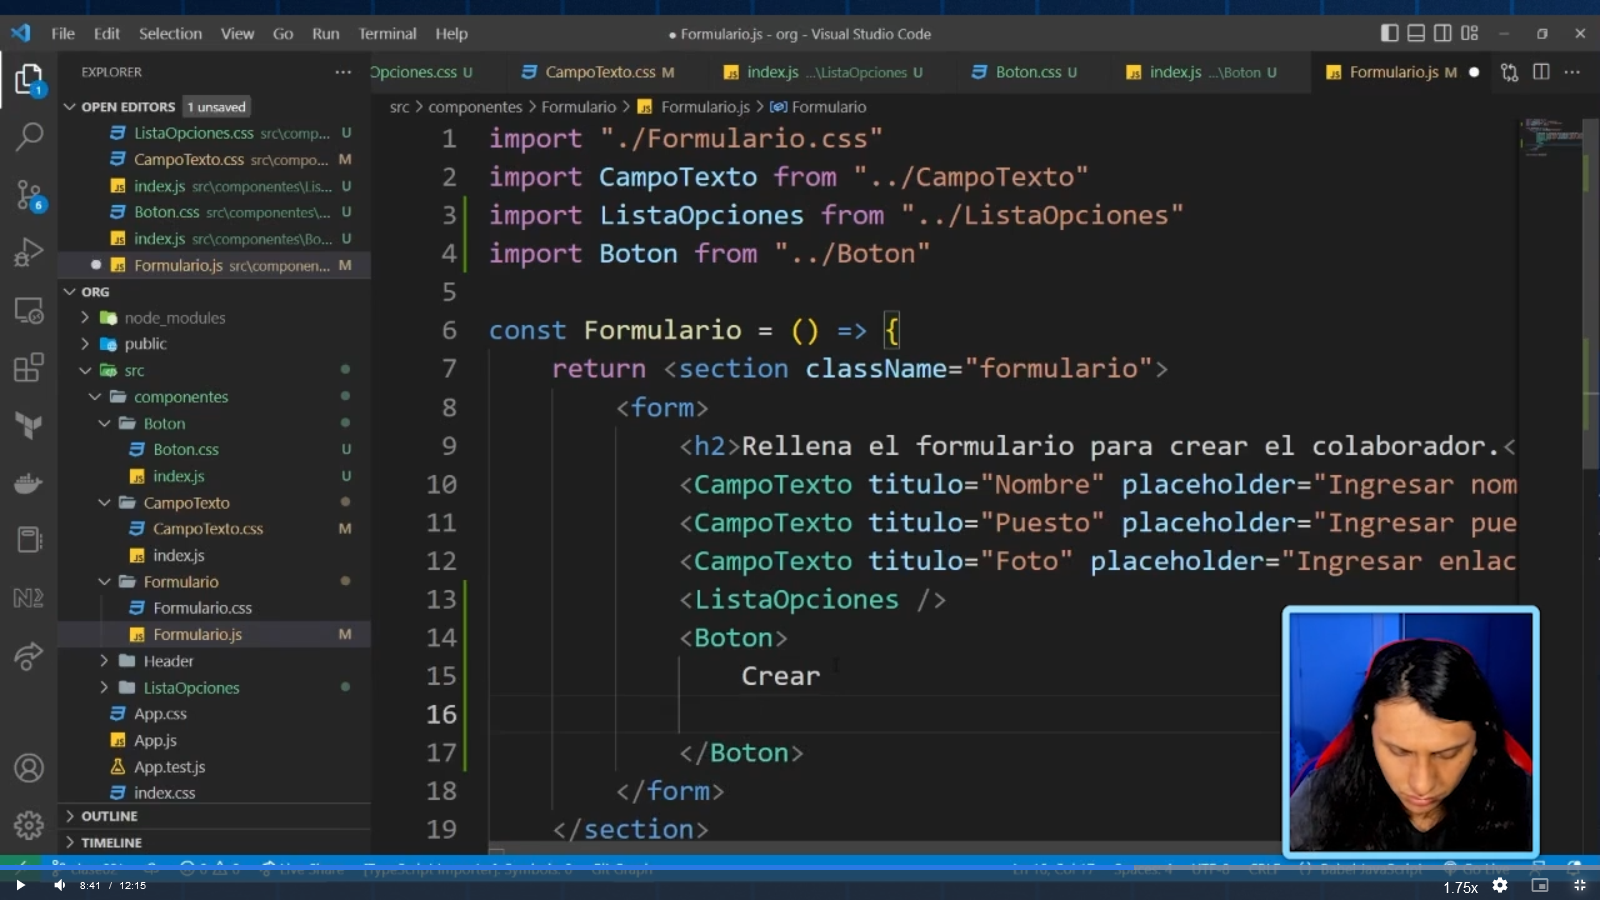 File Edit Selection View Go Run Terminal Help
● Formulario.js - org - Visual Studio Code
EXPLORER
Opciones.css U
CampoTexto.css M
index.js ...\ListaOpciones U
Boton.css U
index.js ...\Boton U
Formulario.js M
OPEN EDITORS 1 unsaved
ListaOpciones.css src\comp... U
CampoTexto.css src\compo... M
index.js src\componentes\Lis... U
Boton.css src\componentes\... U
index.js src\componentes\Bo... U
Formulario.js src\componen... M
ORG
node_modules
public
src
componentes
Boton
Boton.css U
index.js U
CampoTexto
CampoTexto.css M
index.js
Formulario
Formulario.css
Formulario.js M
Header
ListaOpciones
App.css
App.js
App.test.js
index.css
OUTLINE
TIMELINE
1
6
src > componentes > Formulario > Formulario.js > Formulario
1 import "./Formulario.css"
2 import CampoTexto from "../CampoTexto"
3 import ListaOpciones from "../ListaOpciones"
4 import Boton from "../Boton"
5
6 const Formulario = () => {
7 return <section className="formulario">
8 <form>
9 <h2>Rellena el formulario para crear el colaborador.<
10 <CampoTexto titulo="Nombre" placeholder="Ingresar nom
11 <CampoTexto titulo="Puesto" placeholder="Ingresar pue
12 <CampoTexto titulo="Foto" placeholder="Ingresar enlac
13 <ListaOpciones />
14 <Boton>
15 Crear
16
17 </Boton>
18 </form>
19 </section>
8:41 / 12:15
1.75x